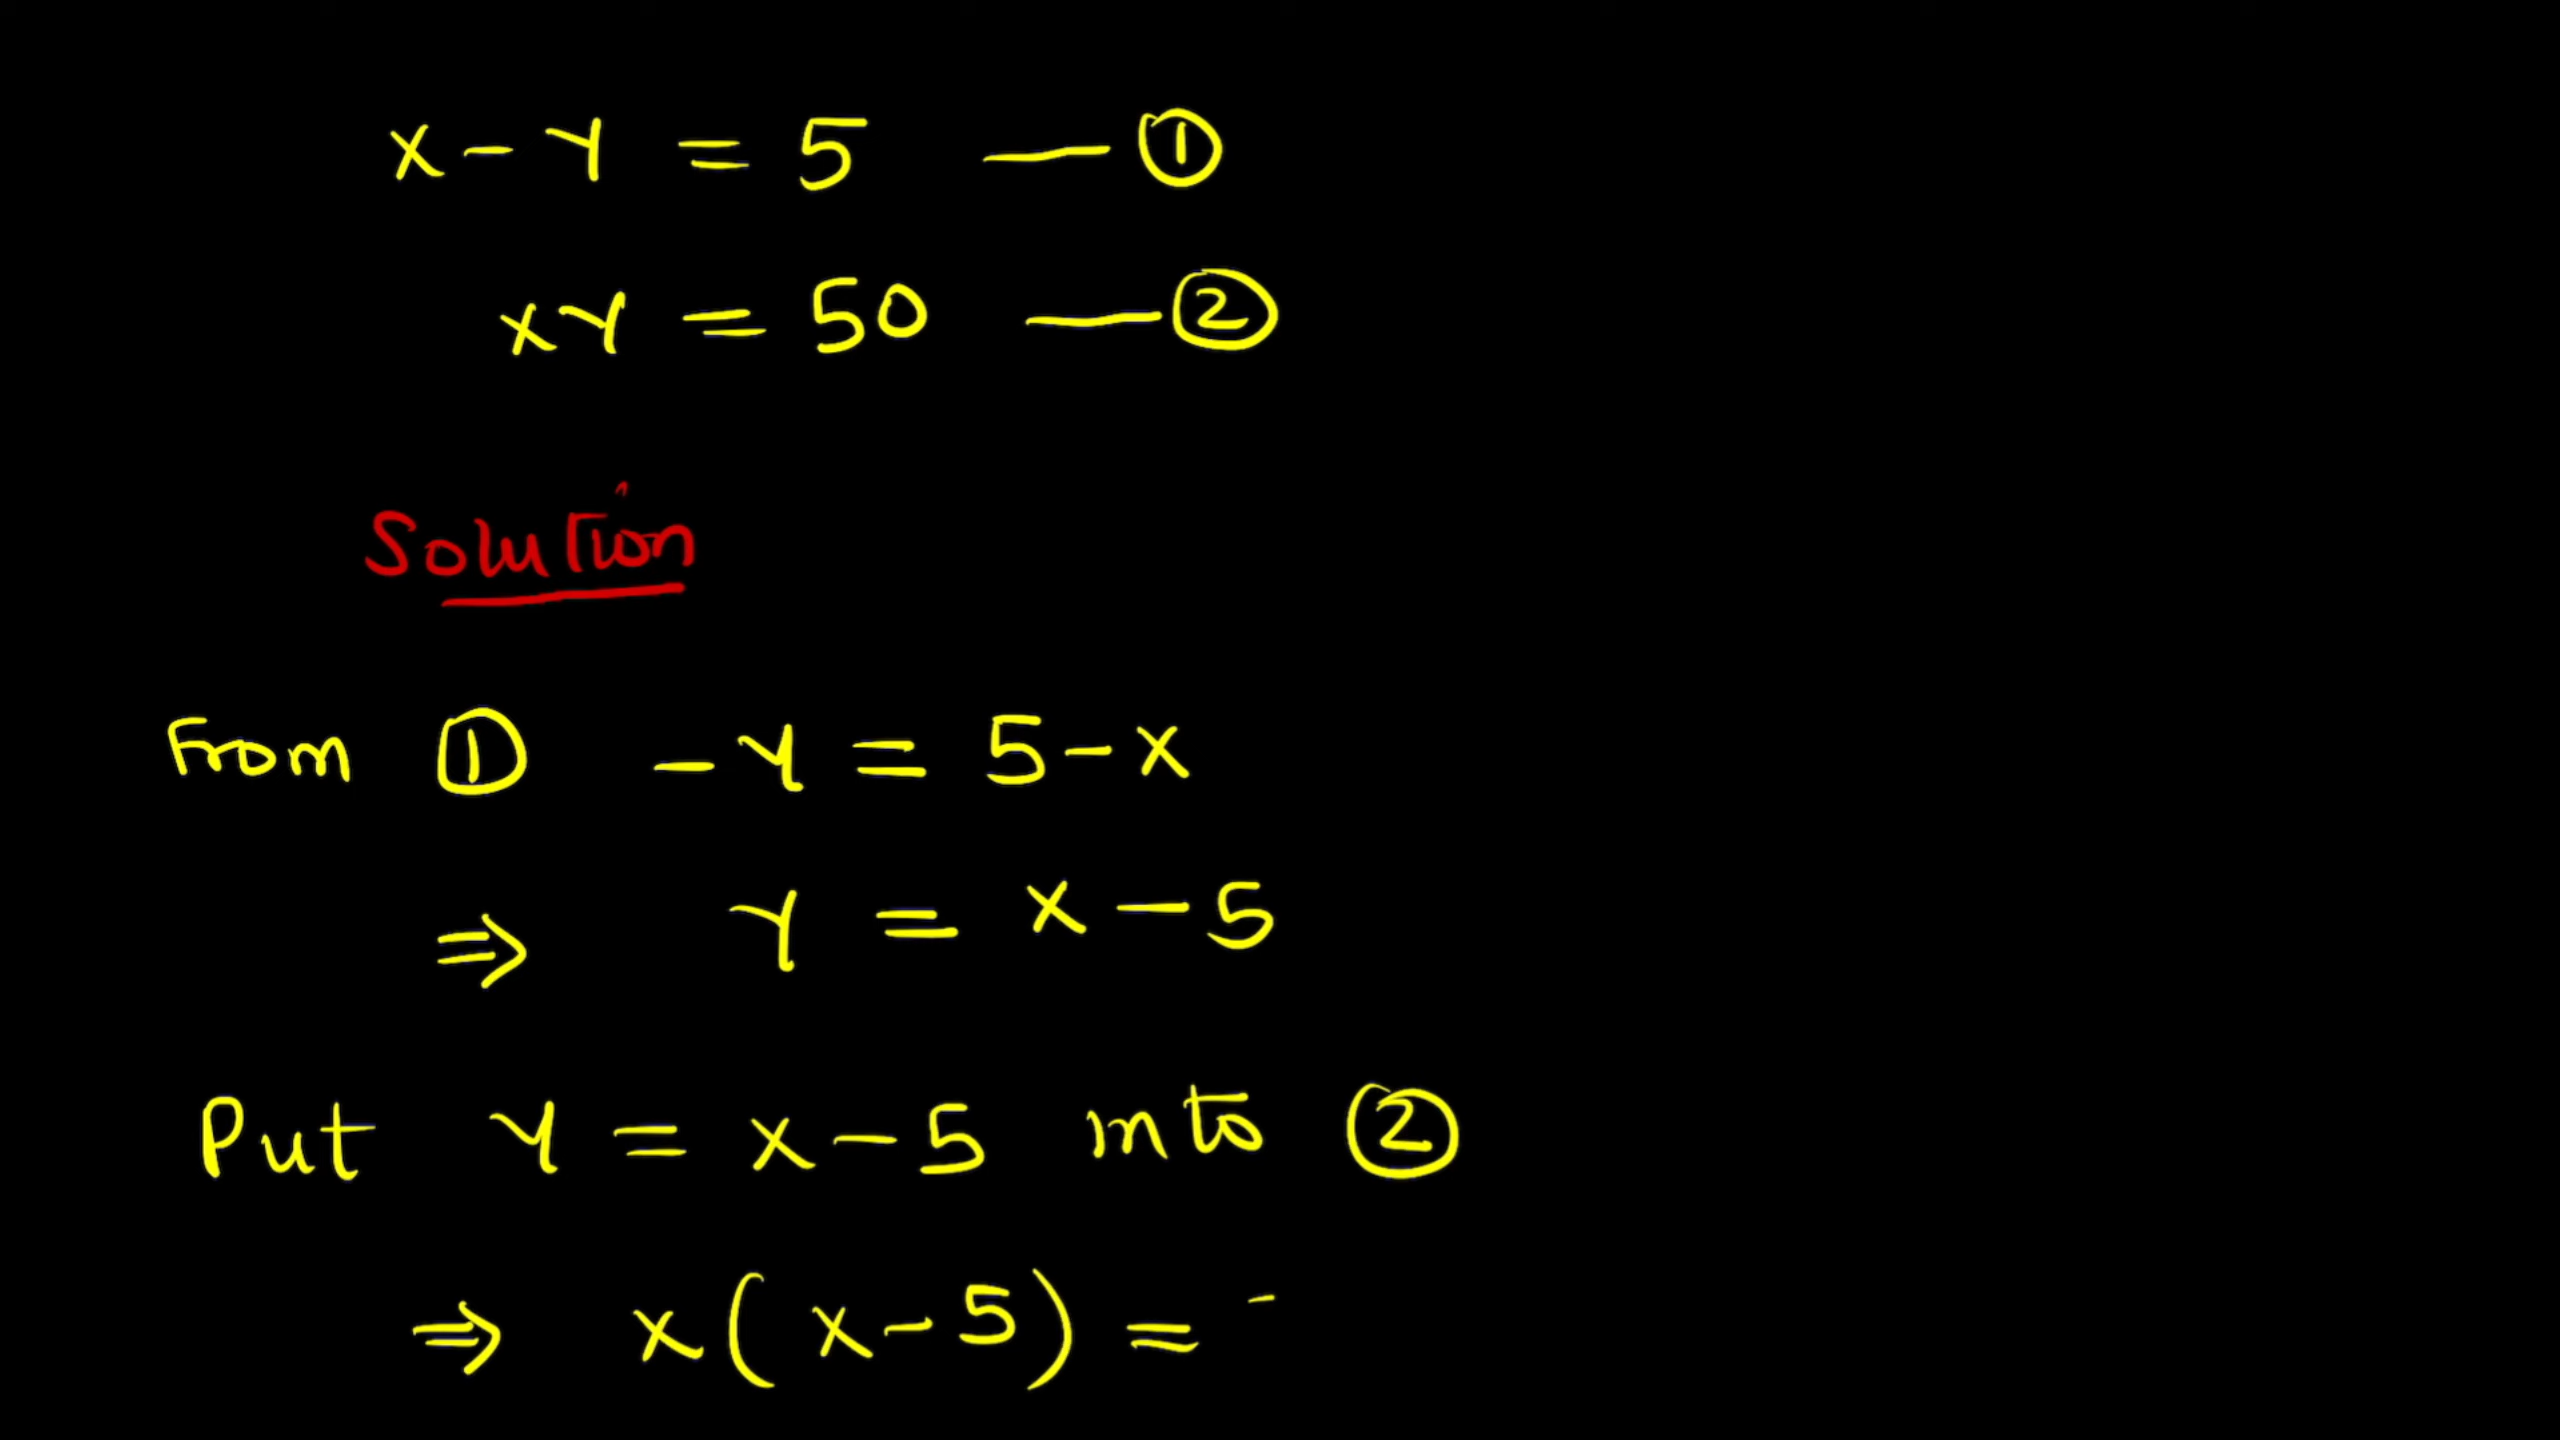 x - y = 5 — ①
xy = 50 — ②
Solution
From ① -y = 5 - x
⇒ y = x - 5
Put y = x - 5 into ②
⇒ x(x - 5) =